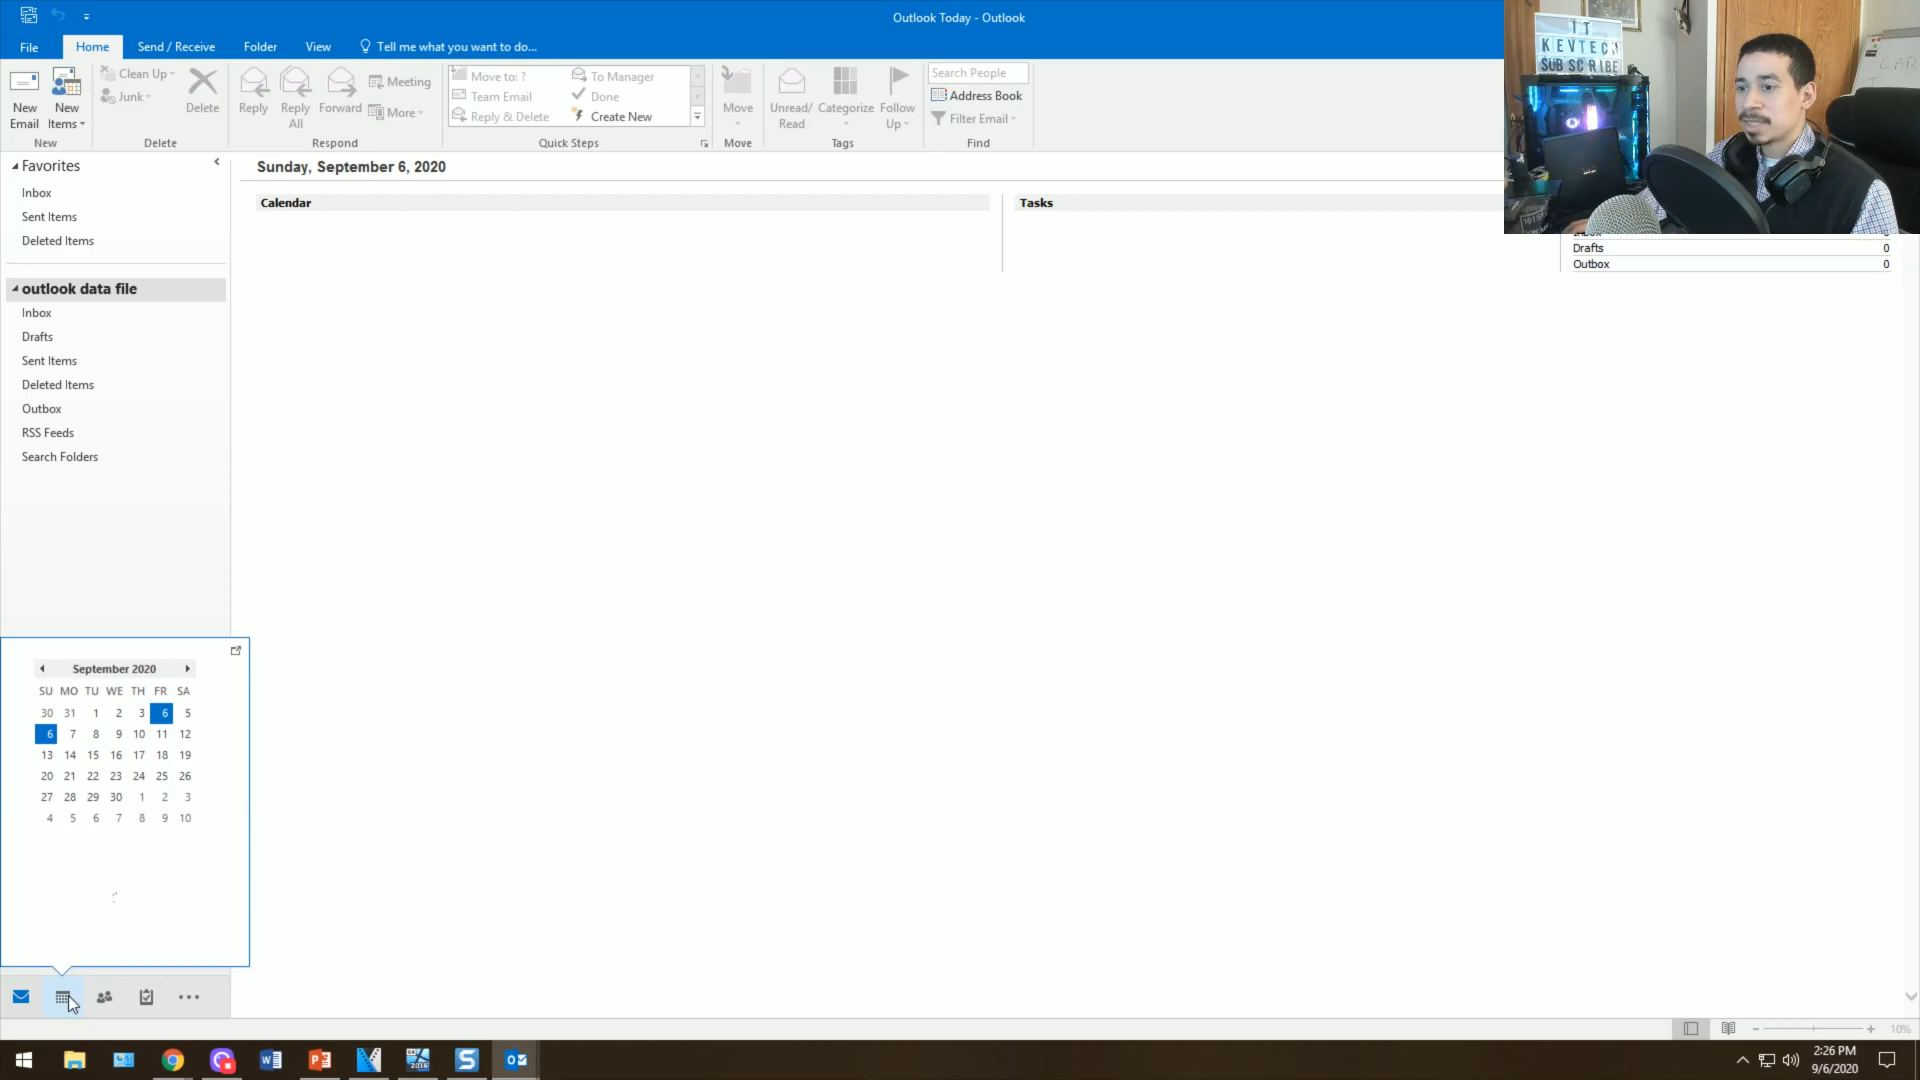 Outlook Today - Outlook
File Home Send / Receive Folder View Tell me what you want to do...
New Email
New Items
Clean Up
Junk
Delete
Reply
Reply All
Forward
Meeting
More
Move to: ?
Team Email
Reply & Delete
To Manager
Done
Create New
Move
Unread/ Read
Categorize
Follow Up
Search People
Address Book
Filter Email
New Delete Respond Quick Steps Move Tags Find
IT
KEVTECH
SUBSCRIBE
LAB
Favorites
Inbox
Sent Items
Deleted Items
outlook data file
Inbox
Drafts
Sent Items
Deleted Items
Outbox
RSS Feeds
Search Folders
Sunday, September 6, 2020
Calendar
Tasks
Drafts 0
Outbox 0
September 2020
SU MO TU WE TH FR SA
30 31 1 2 3 6 5
6 7 8 9 10 11 12
13 14 15 16 17 18 19
20 21 22 23 24 25 26
27 28 29 30 1 2 3
4 5 6 7 8 9 10
10%
2016
2:26 PM
9/6/2020